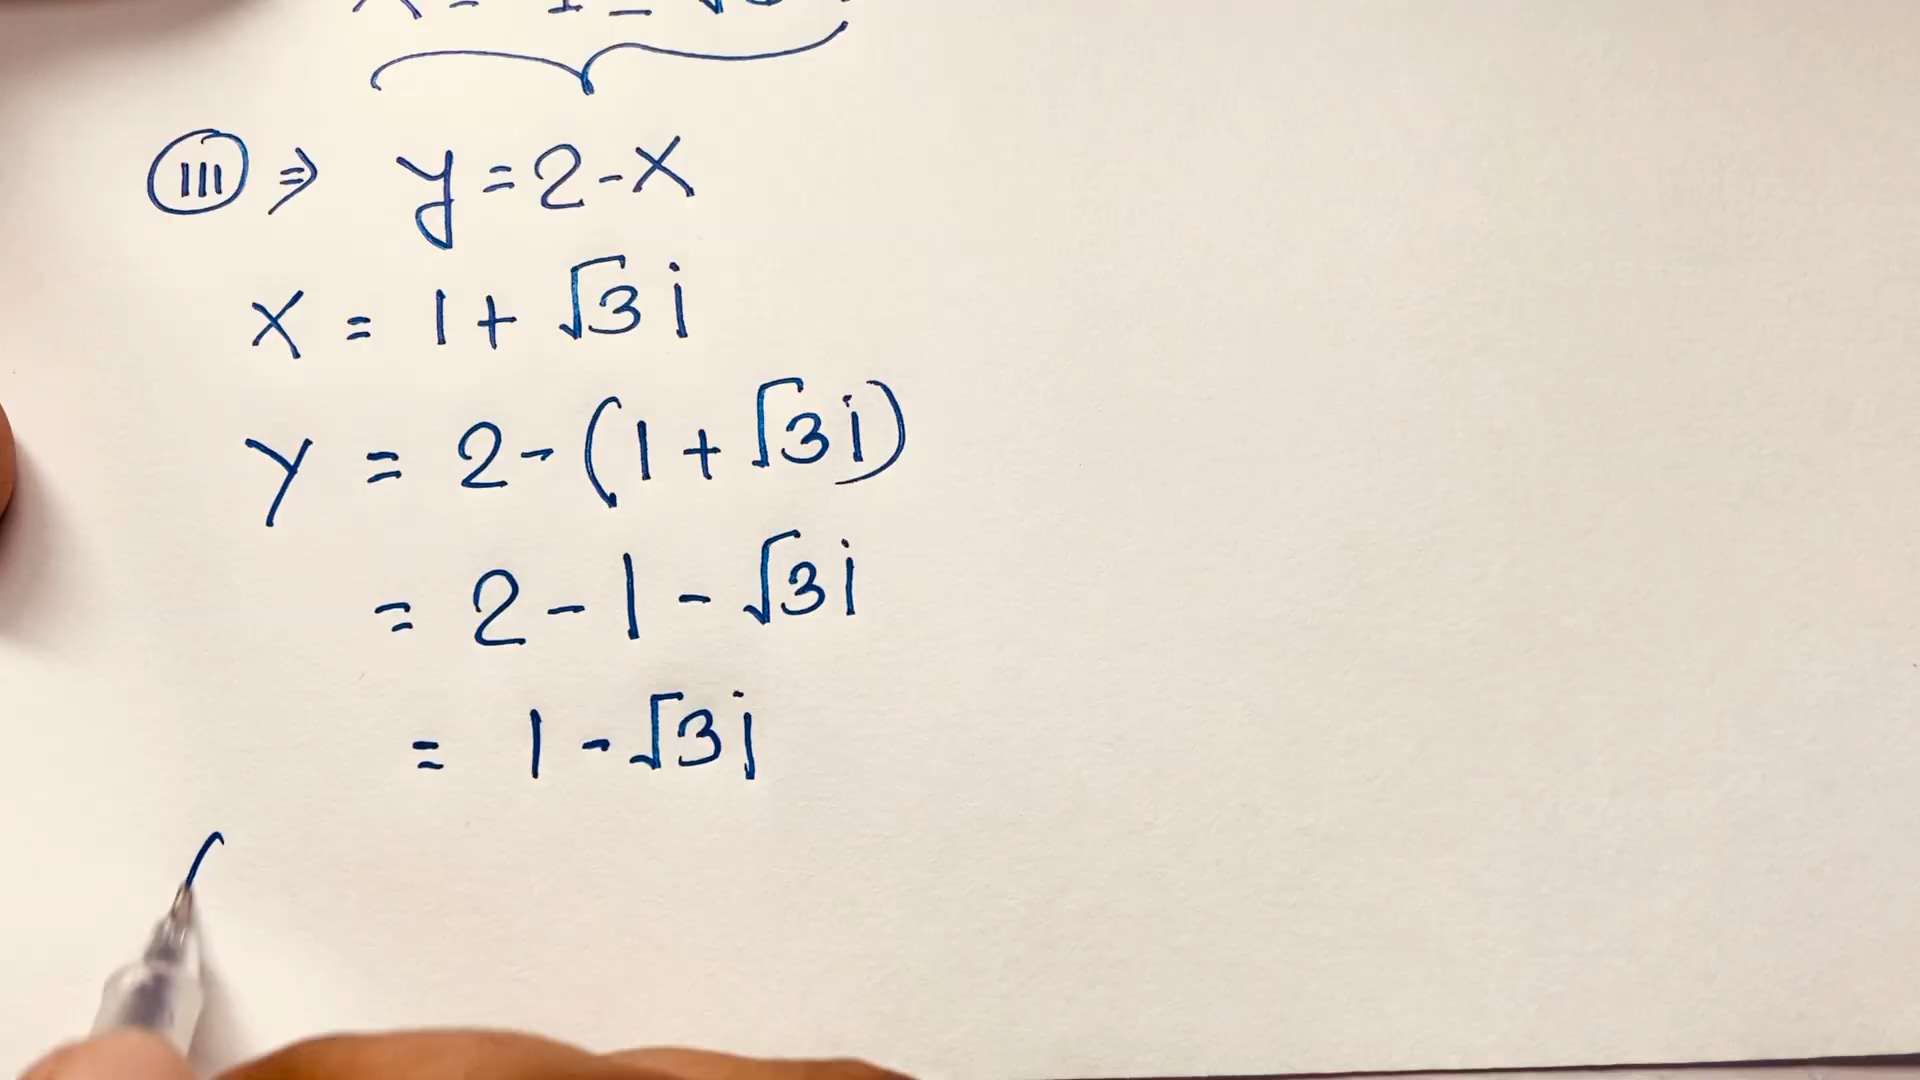 (III) ⇒ y = 2 - x
x = 1 + √3 i
y = 2 - (1 + √3 i)
= 2 - 1 - √3 i
= 1 - √3 i
(